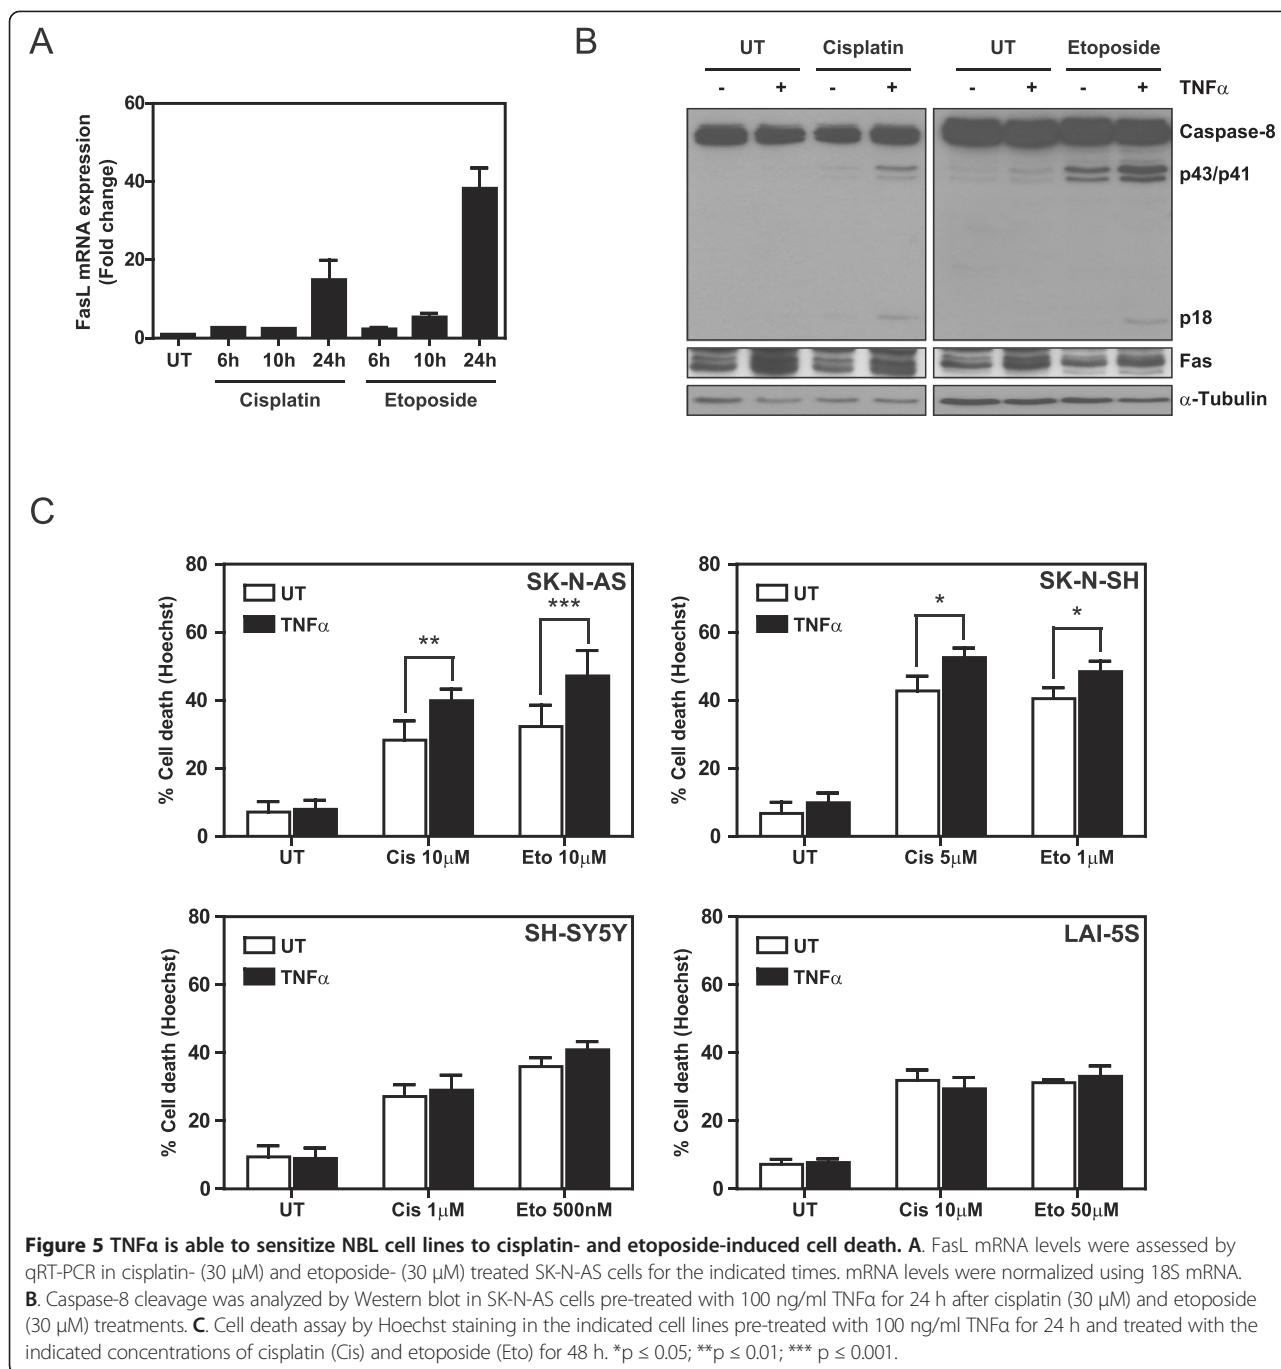 A
FasL mRNA expression
(Fold change)
60
40
20
0
UT 6h 10h 24h 6h 10h 24h
Cisplatin Etoposide
B
UT Cisplatin UT Etoposide
- + - + - + - + TNFα
Caspase-8
p43/p41
p18
Fas
α-Tubulin
C
% Cell death (Hoechst)
80
60
40
20
0
UT
TNFα
SK-N-AS
**
***
UT Cis 10μM Eto 10μM
% Cell death (Hoechst)
80
60
40
20
0
UT
TNFα
SK-N-SH
*
*
UT Cis 5μM Eto 1μM
% Cell death (Hoechst)
80
60
40
20
0
UT
TNFα
SH-SY5Y
UT Cis 1μM Eto 500nM
% Cell death (Hoechst)
80
60
40
20
0
UT
TNFα
LAI-5S
UT Cis 10μM Eto 50μM
Figure 5 TNFα is able to sensitize NBL cell lines to cisplatin- and etoposide-induced cell death. A. FasL mRNA levels were assessed by
qRT-PCR in cisplatin- (30 μM) and etoposide- (30 μM) treated SK-N-AS cells for the indicated times. mRNA levels were normalized using 18S mRNA.
B. Caspase-8 cleavage was analyzed by Western blot in SK-N-AS cells pre-treated with 100 ng/ml TNFα for 24 h after cisplatin (30 μM) and etoposide
(30 μM) treatments. C. Cell death assay by Hoechst staining in the indicated cell lines pre-treated with 100 ng/ml TNFα for 24 h and treated with the
indicated concentrations of cisplatin (Cis) and etoposide (Eto) for 48 h. *p ≤ 0.05; **p ≤ 0.01; *** p ≤ 0.001.